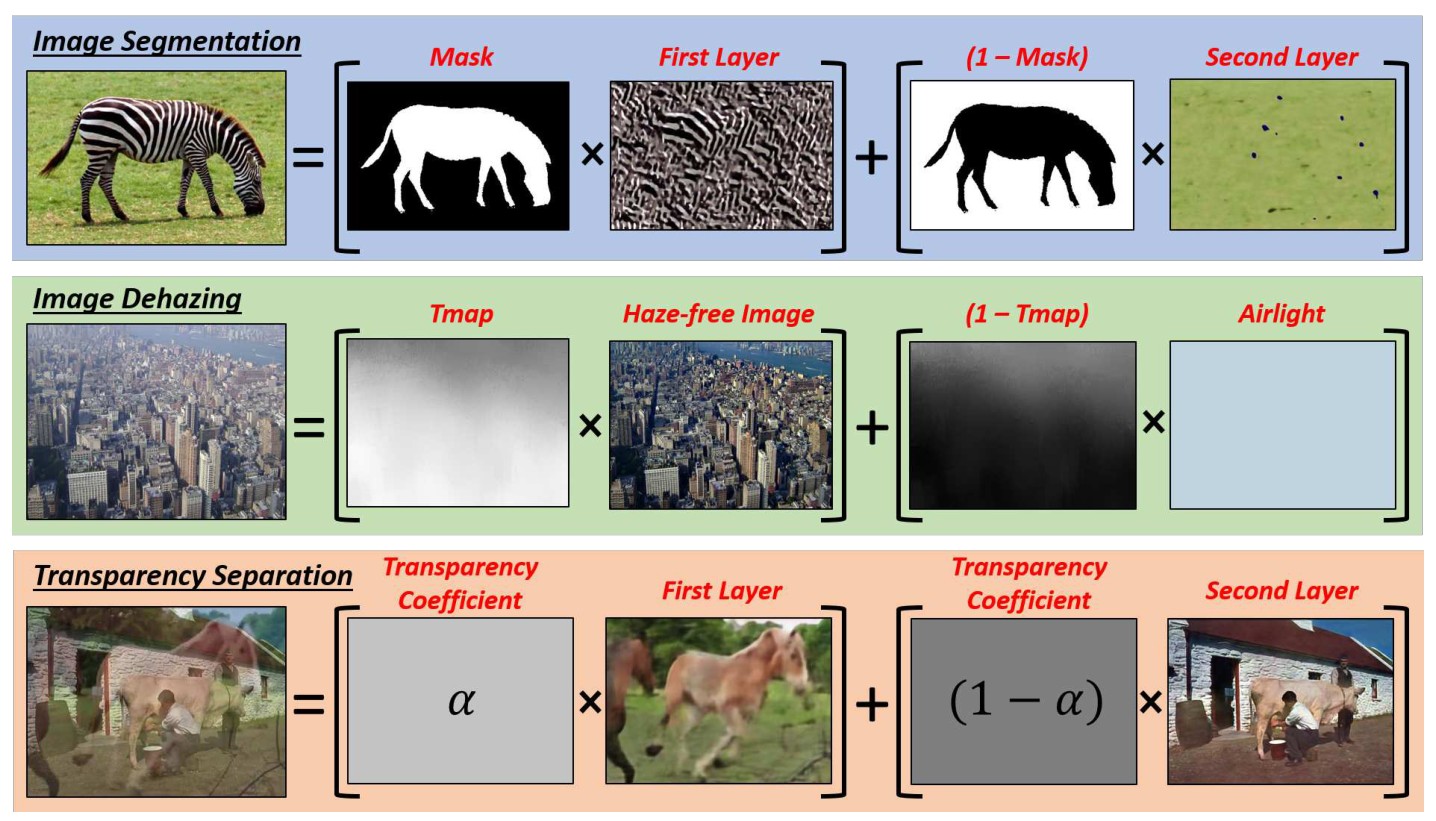 Image Segmentation
Mask
First Layer
(1 – Mask)
Second Layer
= [ × ] + [ × ]
Image Dehazing
Tmap
Haze-free Image
(1 – Tmap)
Airlight
= [ × ] + [ × ]
Transparency Separation
Transparency
Coefficient
First Layer
Transparency
Coefficient
Second Layer
= [ α × ] + [ (1 − α) × ]